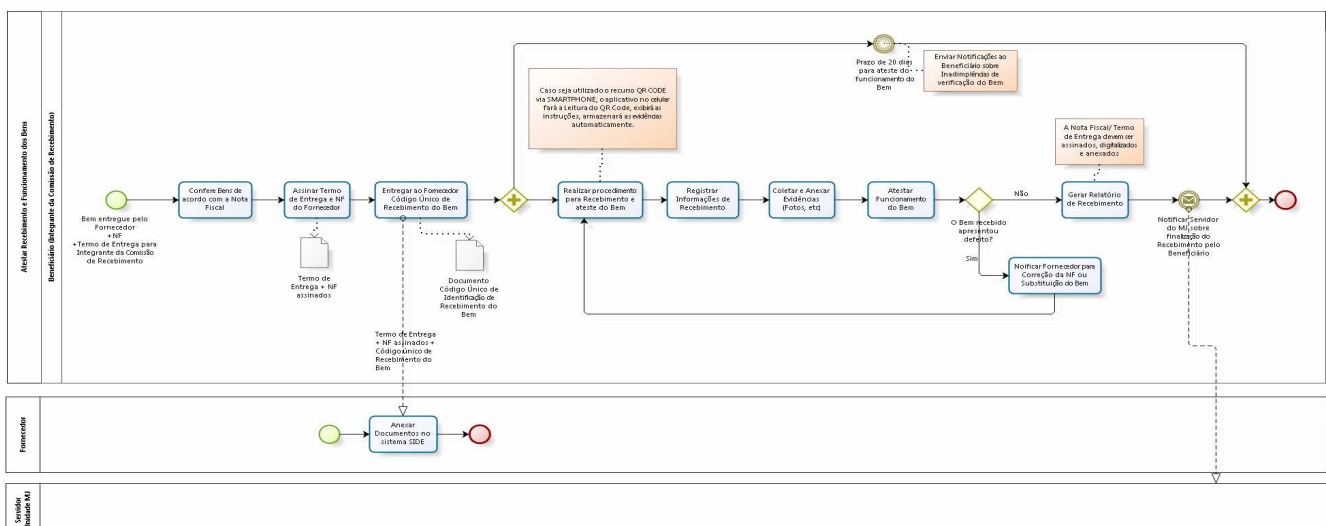 Atestar Recebimento e Funcionamento dos Bens
Beneficiário (Integrante da Comissão de Recebimento)
Bem entregue pelo
Fornecedor
+NF
+Termo de Entrega para
Integrante da Comissão
de Recebimento
Confere Bens de
acordo com a Nota
Fiscal
Assinar Termo
de Entrega e NF
do Fornecedor
Termo de
Entrega + NF
assinados
Entregar ao Fornecedor
Código Único de
Recebimento do Bem
Documento
Código Único de
Identificação de
Recebimento do
Bem
Termo de Entrega
+ NF assinados +
Código único de
Recebimento do
Bem
Caso seja utilizado o recurso QR CODE
via SMARTPHONE, o aplicativo no celular
fará a Leitura do QR Code, exibirá as
instruções, armazenará as evidências
automaticamente.
Realizar procedimento
para Recebimento e
ateste do Bem
Registrar
Informações de
Recebimento
Coletar e Anexar
Evidências
(Fotos, etc)
Atestar
Funcionamento
do Bem
Prazo de 20 dias
para ateste do
funcionamento do
Bem
Enviar Notificações ao
Beneficiário sobre
Inadimplências de
verificação do Bem
O Bem recebido
apresentou
defeito?
Não
Sim
Notificar Fornecedor para
Correção da NF ou
Substituição do Bem
A Nota Fiscal/ Termo
de Entrega devem ser
assinados, digitalizados
e anexados
Gerar Relatório
de Recebimento
Notificar Servidor
do MJ sobre
finalização do
Recebimento pelo
Beneficiário
Fornecedor
Anexar
Documentos no
sistema SIDE
Servidor
Unidade MJ